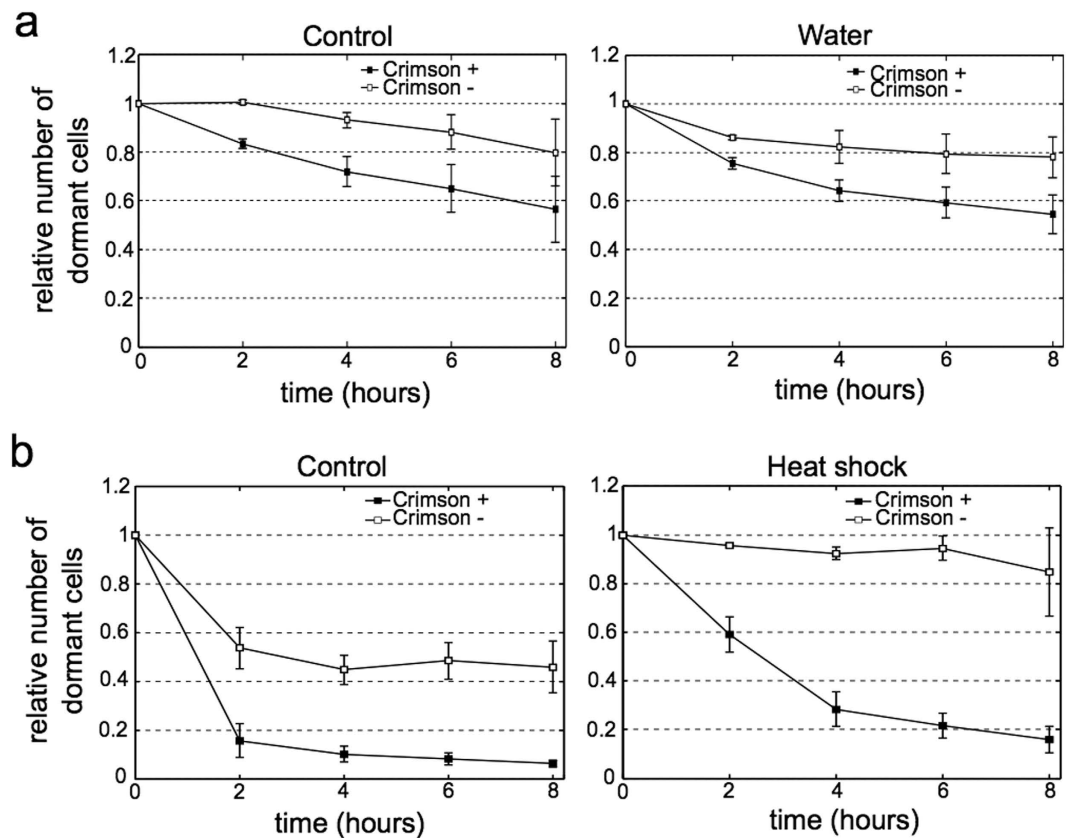 a
Control
Water
1.2
1
0.8
0.6
0.4
0.2
0
Crimson +
Crimson -
1.2
1
0.8
0.6
0.4
0.2
0
Crimson +
Crimson -
relative number of
dormant cells
0 2 4 6 8
0 2 4 6 8
time (hours)
time (hours)
b
Control
Heat shock
1.2
1
0.8
0.6
0.4
0.2
0
Crimson +
Crimson -
1.2
1
0.8
0.6
0.4
0.2
0
Crimson +
Crimson -
relative number of
dormant cells
0 2 4 6 8
0 2 4 6 8
time (hours)
time (hours)